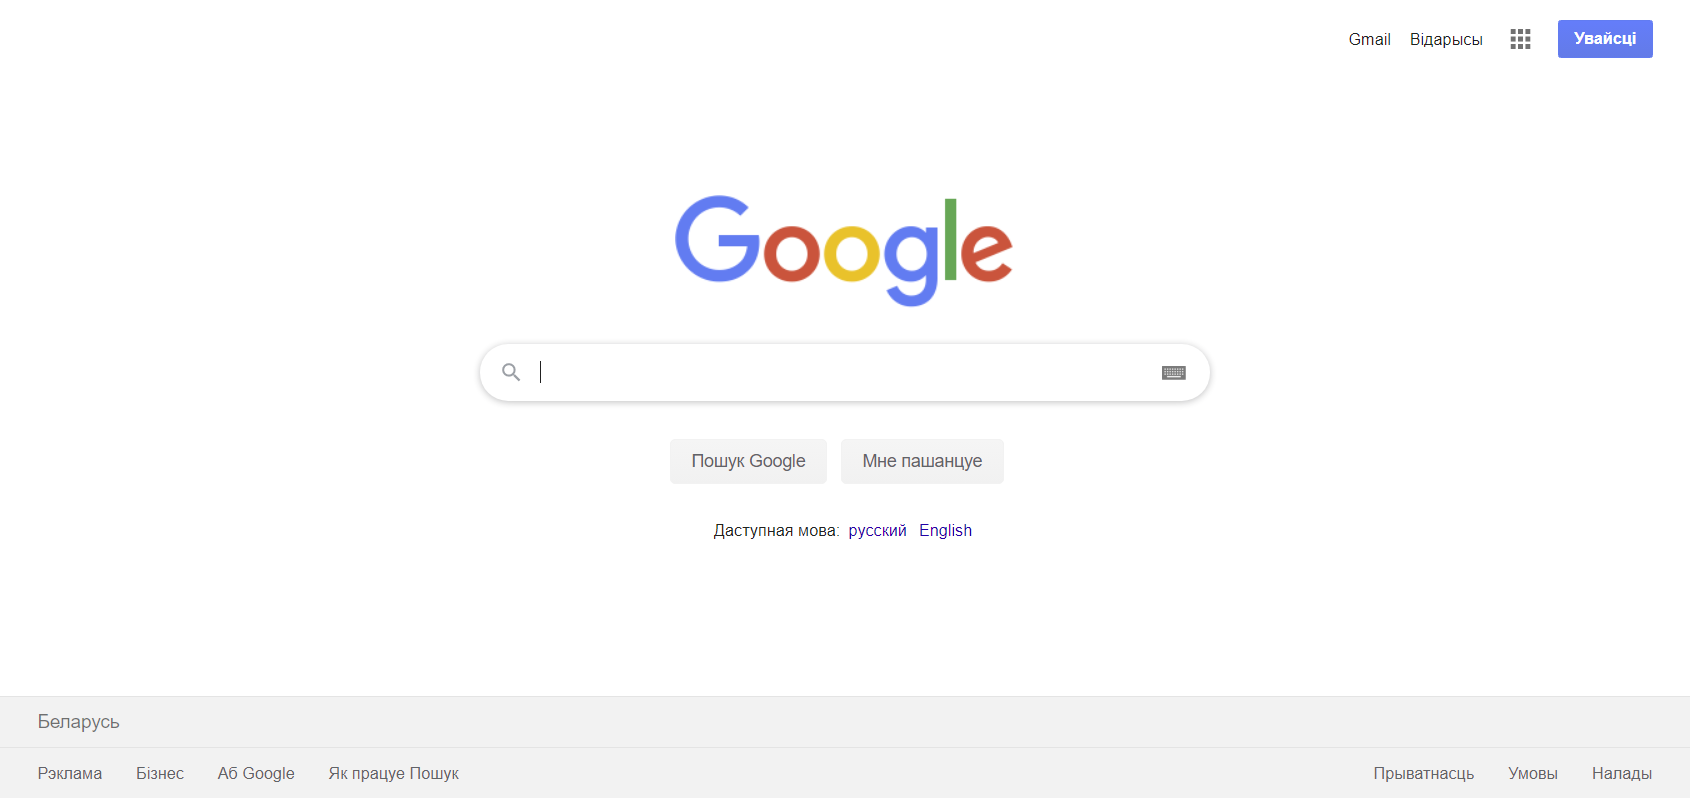 Gmail Відарысы Увайсці
Google
Пошук Google Мне пашанцуе
Даступная мова: русский English
Беларусь
Рэклама Бізнес Аб Google Як працуе Пошук Прыватнасць Умовы Налады